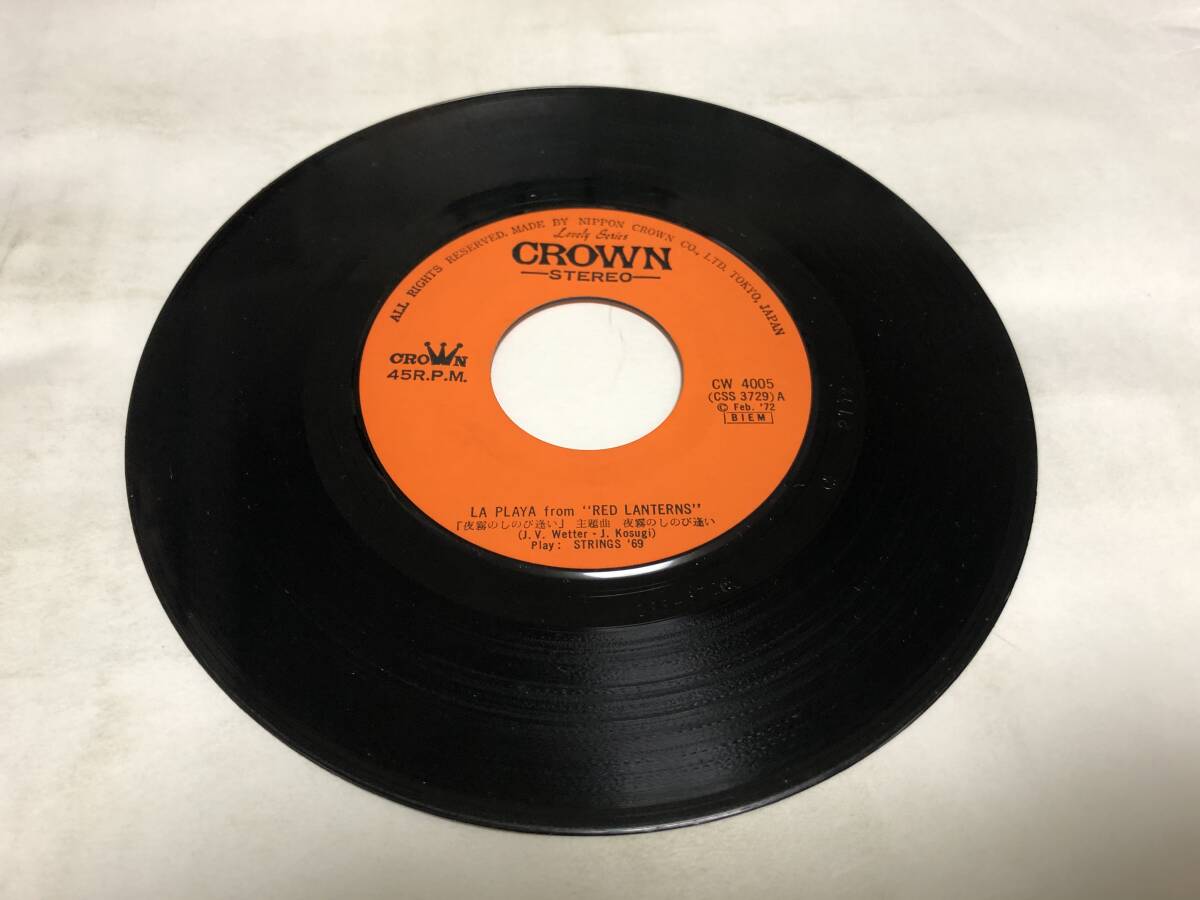 ALL RIGHTS RESERVED. MADE BY NIPPON CROWN CO., LTD. TOKYO, JAPAN
Lovely Series
CROWN
STEREO
CROWN
45R.P.M.
CW 4005
(CSS 3729) A
© Feb. '72
BIEM
LA PLAYA from "RED LANTERNS"
『夜霧のしのび逢い』 主題曲 夜霧のしのび逢い
(J. V. Wetter - J. Kosugi)
Play: STRINGS '69